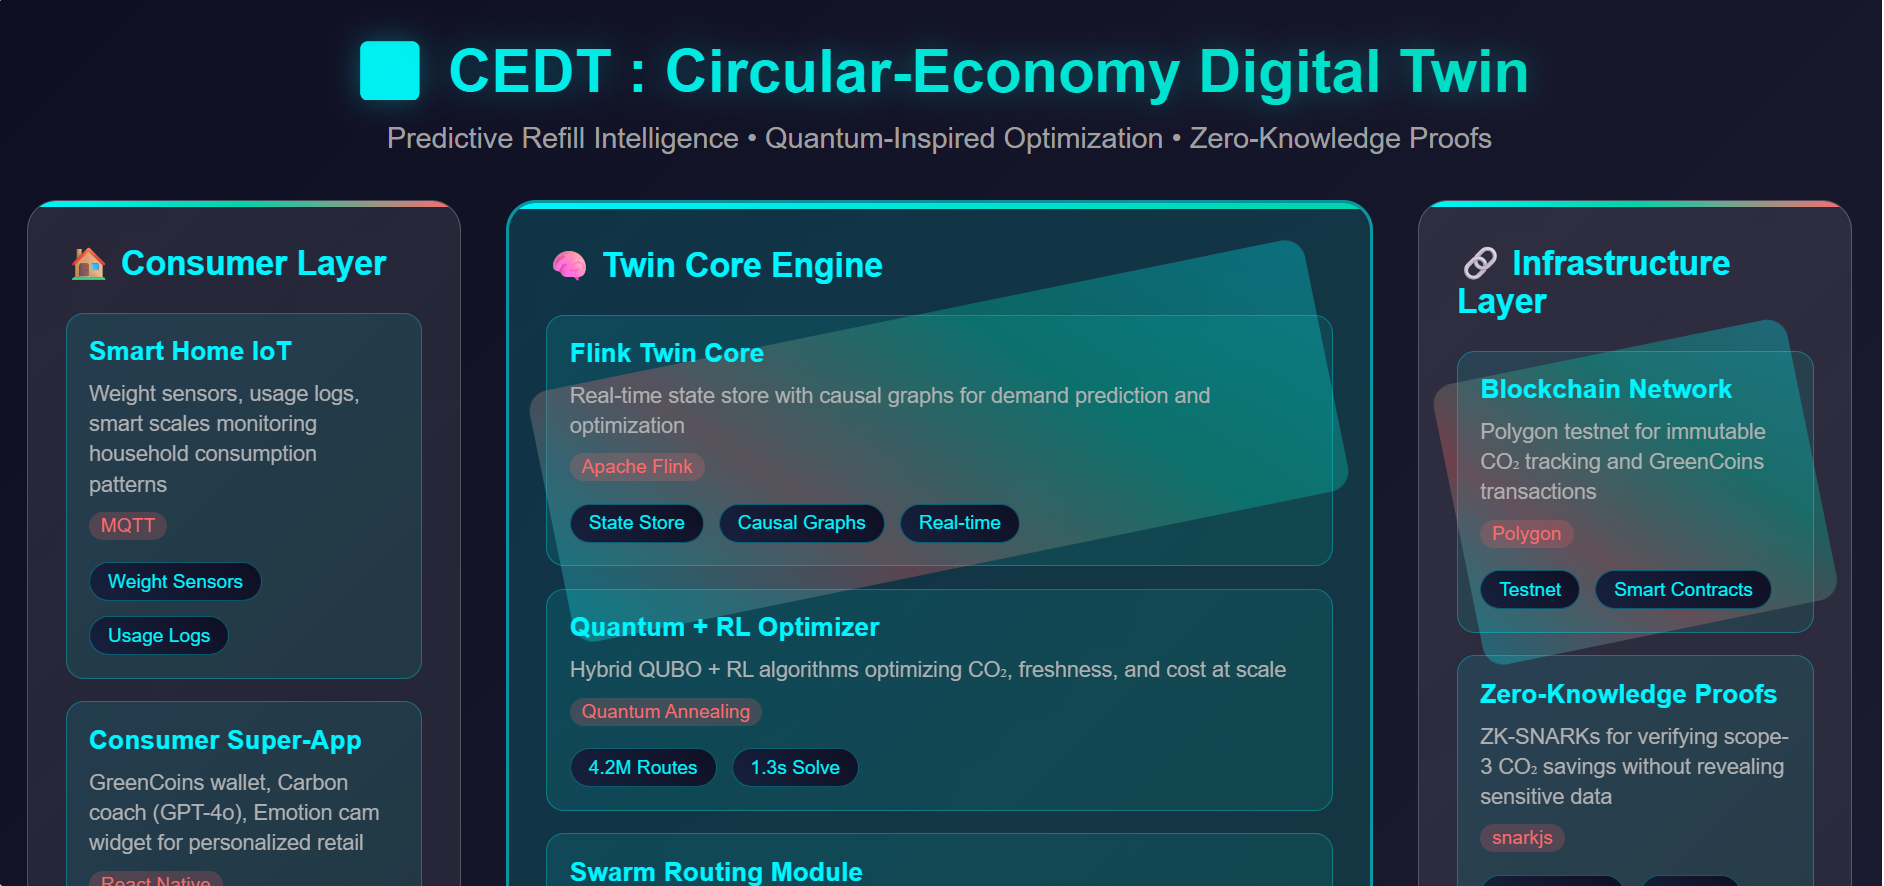 CEDT : Circular-Economy Digital Twin
Predictive Refill Intelligence • Quantum-Inspired Optimization • Zero-Knowledge Proofs
Consumer Layer
Smart Home IoT
Weight sensors, usage logs,
smart scales monitoring
household consumption
patterns
MQTT
Weight Sensors
Usage Logs
Consumer Super-App
GreenCoins wallet, Carbon
coach (GPT-4o), Emotion cam
widget for personalized retail
React Native
Twin Core Engine
Flink Twin Core
Real-time state store with causal graphs for demand prediction and
optimization
Apache Flink
State Store
Causal Graphs
Real-time
Quantum + RL Optimizer
Hybrid QUBO + RL algorithms optimizing CO₂, freshness, and cost at scale
Quantum Annealing
4.2M Routes
1.3s Solve
Swarm Routing Module
Infrastructure
Layer
Blockchain Network
Polygon testnet for immutable
CO₂ tracking and GreenCoins
transactions
Polygon
Testnet
Smart Contracts
Zero-Knowledge Proofs
ZK-SNARKs for verifying scope-
3 CO₂ savings without revealing
sensitive data
snarkjs